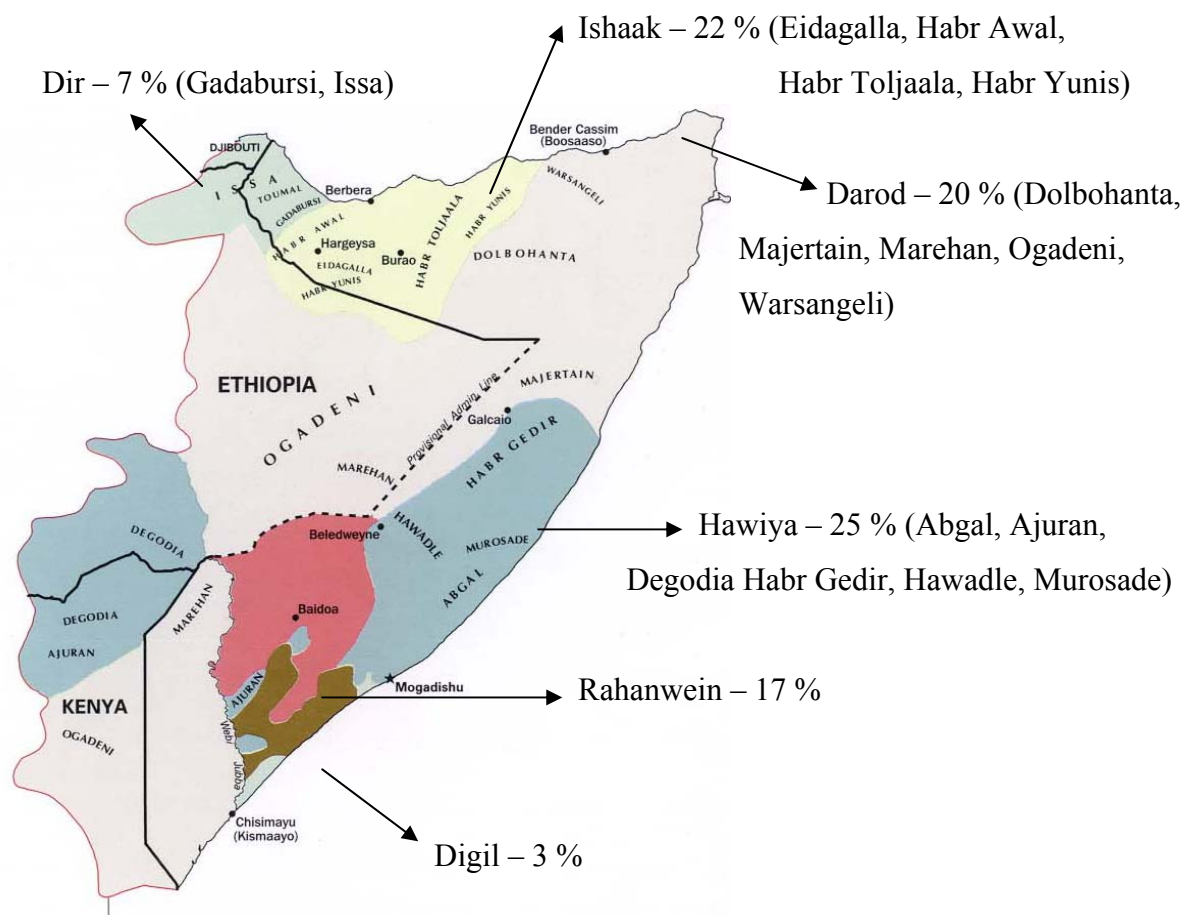 Ishaak – 22 % (Eidagalla, Habr Awal,
Habr Toljaala, Habr Yunis)
Dir – 7 % (Gadabursi, Issa)
Bender Cassim
(Boosaaso)
DJIBOUTI
ISSA
TOUMAL
GADABURSI
Berbera
WARSANGELI
Darod – 20 % (Dolbohanta,
Majertain, Marehan, Ogadeni,
Warsangeli)
HABR AWAL
HABR TOLJAALA
HABR YUNIS
Hargeysa
Burao
EIDAGALLA
HABR YUNIS
DOLBOHANTA
ETHIOPIA
OGADENI
Provisional Admin Line
MAJERTAIN
Galcaio
HABR GEDIR
MAREHAN
HAWADLE
Beledweyne
MUROSADE
ABGAL
Hawiya – 25 % (Abgal, Ajuran,
Degodia Habr Gedir, Hawadle, Murosade)
DEGODIA
DEGODIA
AJURAN
MAREHAN
Baidoa
AJURAN
Mogadishu
Rahanwein – 17 %
KENYA
OGADENI
Webi Jubba
Chisimayu
(Kismaayo)
Digil – 3 %